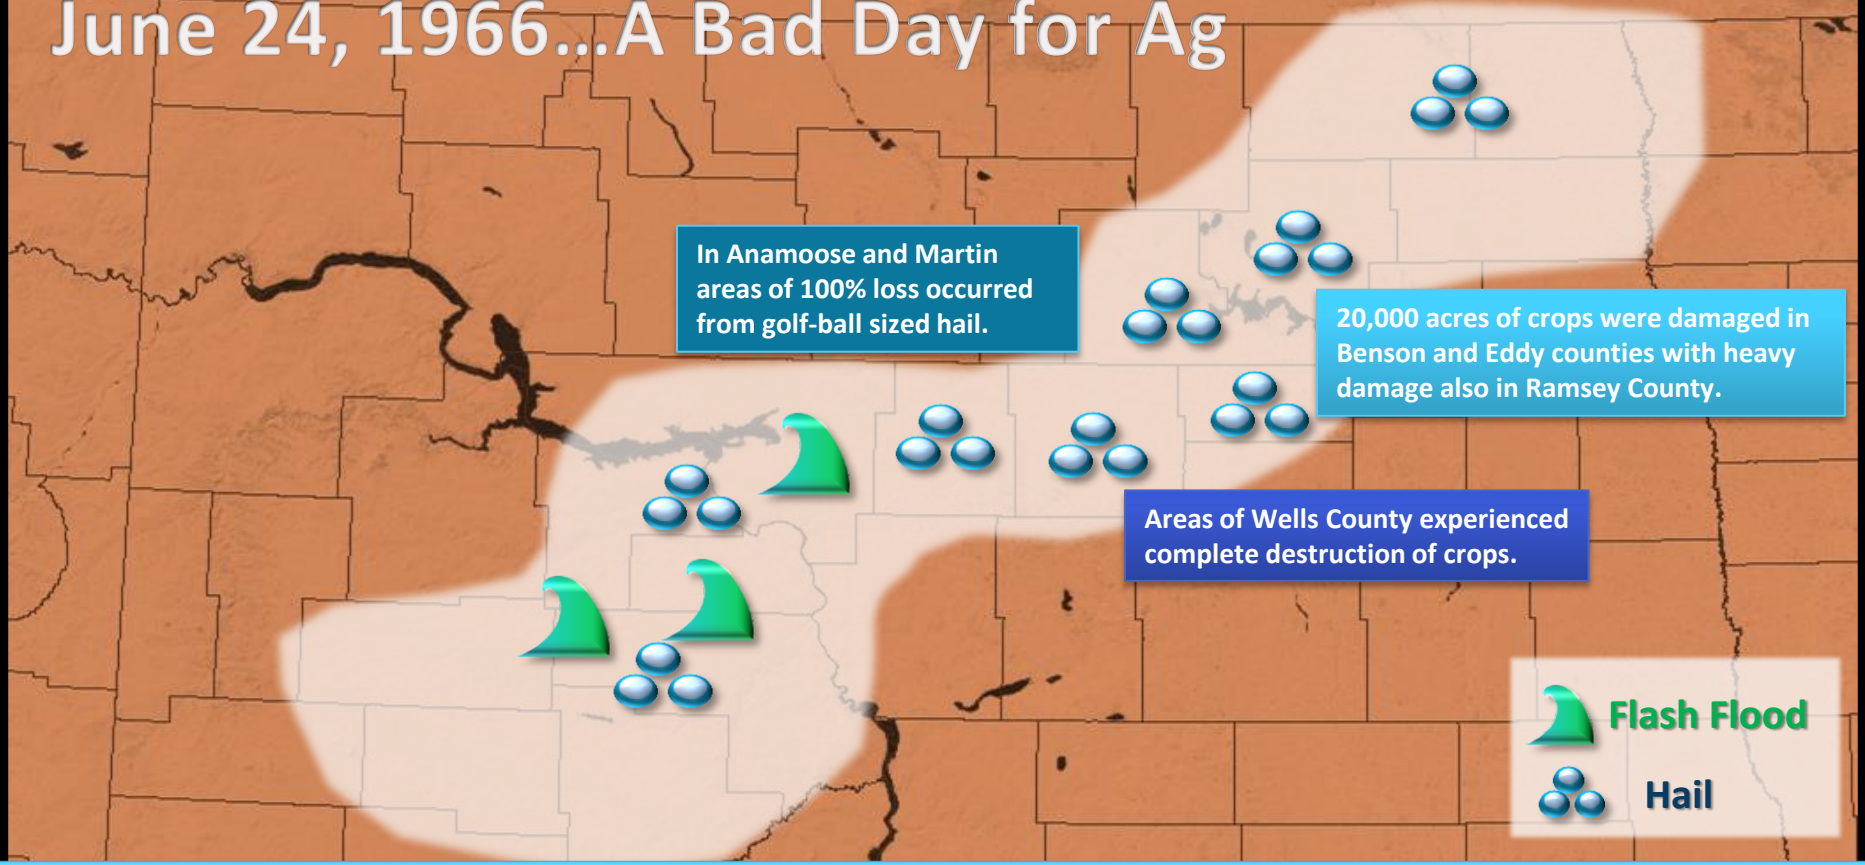 June 24, 1966...A Bad Day for Ag
In Anamoose and Martin
areas of 100% loss occurred
from golf-ball sized hail.
20,000 acres of crops were damaged in
Benson and Eddy counties with heavy
damage also in Ramsey County.
Areas of Wells County experienced
complete destruction of crops.
Flash Flood
Hail